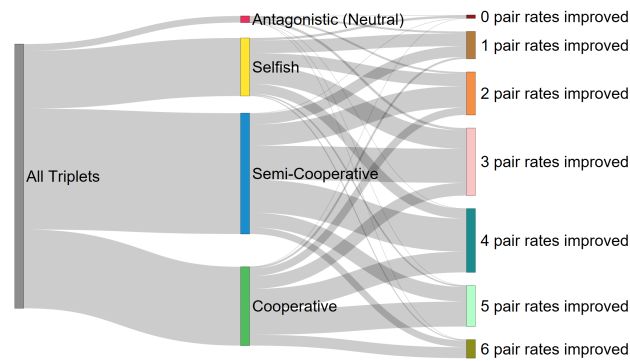 All Triplets
Antagonistic (Neutral)
Selfish
Semi-Cooperative
Cooperative
0 pair rates improved
1 pair rates improved
2 pair rates improved
3 pair rates improved
4 pair rates improved
5 pair rates improved
6 pair rates improved